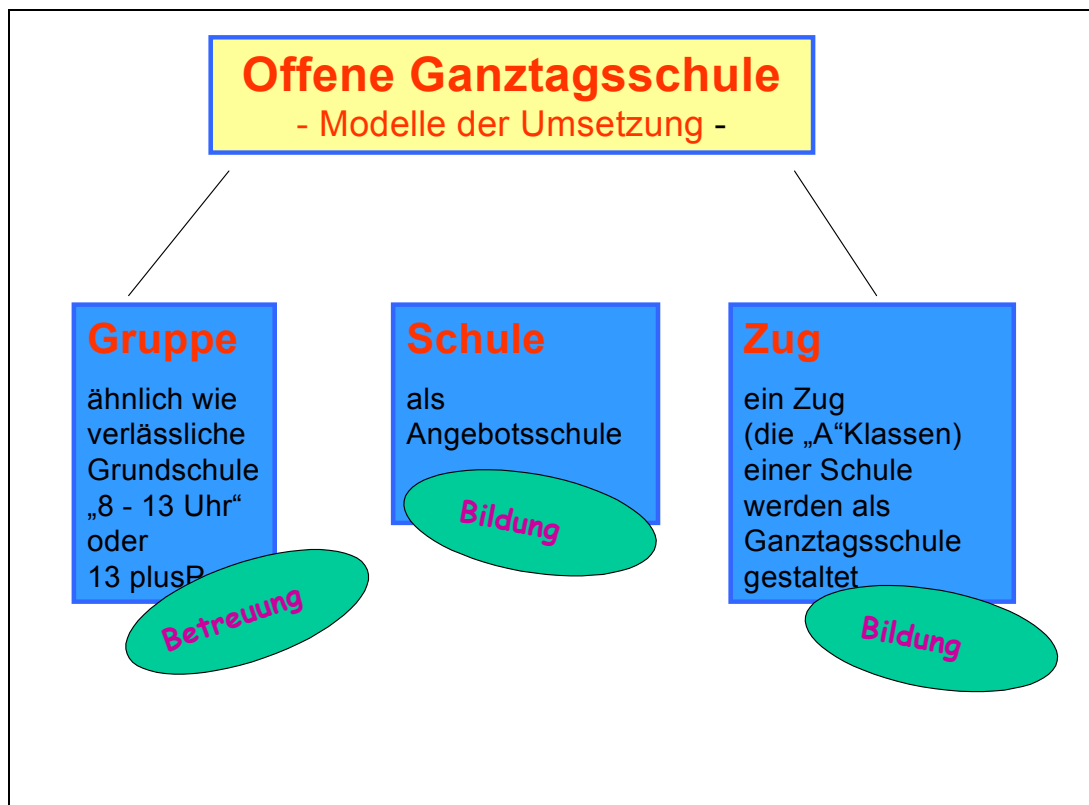 Offene Ganztagsschule
- Modelle der Umsetzung -
Gruppe
ähnlich wie
verlässliche
Grundschule
„8 - 13 Uhr“
oder
13 plusP
Betreuung
Schule
als
Angebotsschule
Bildung
Zug
ein Zug
(die „A“Klassen)
einer Schule
werden als
Ganztagsschule
gestaltet
Bildung